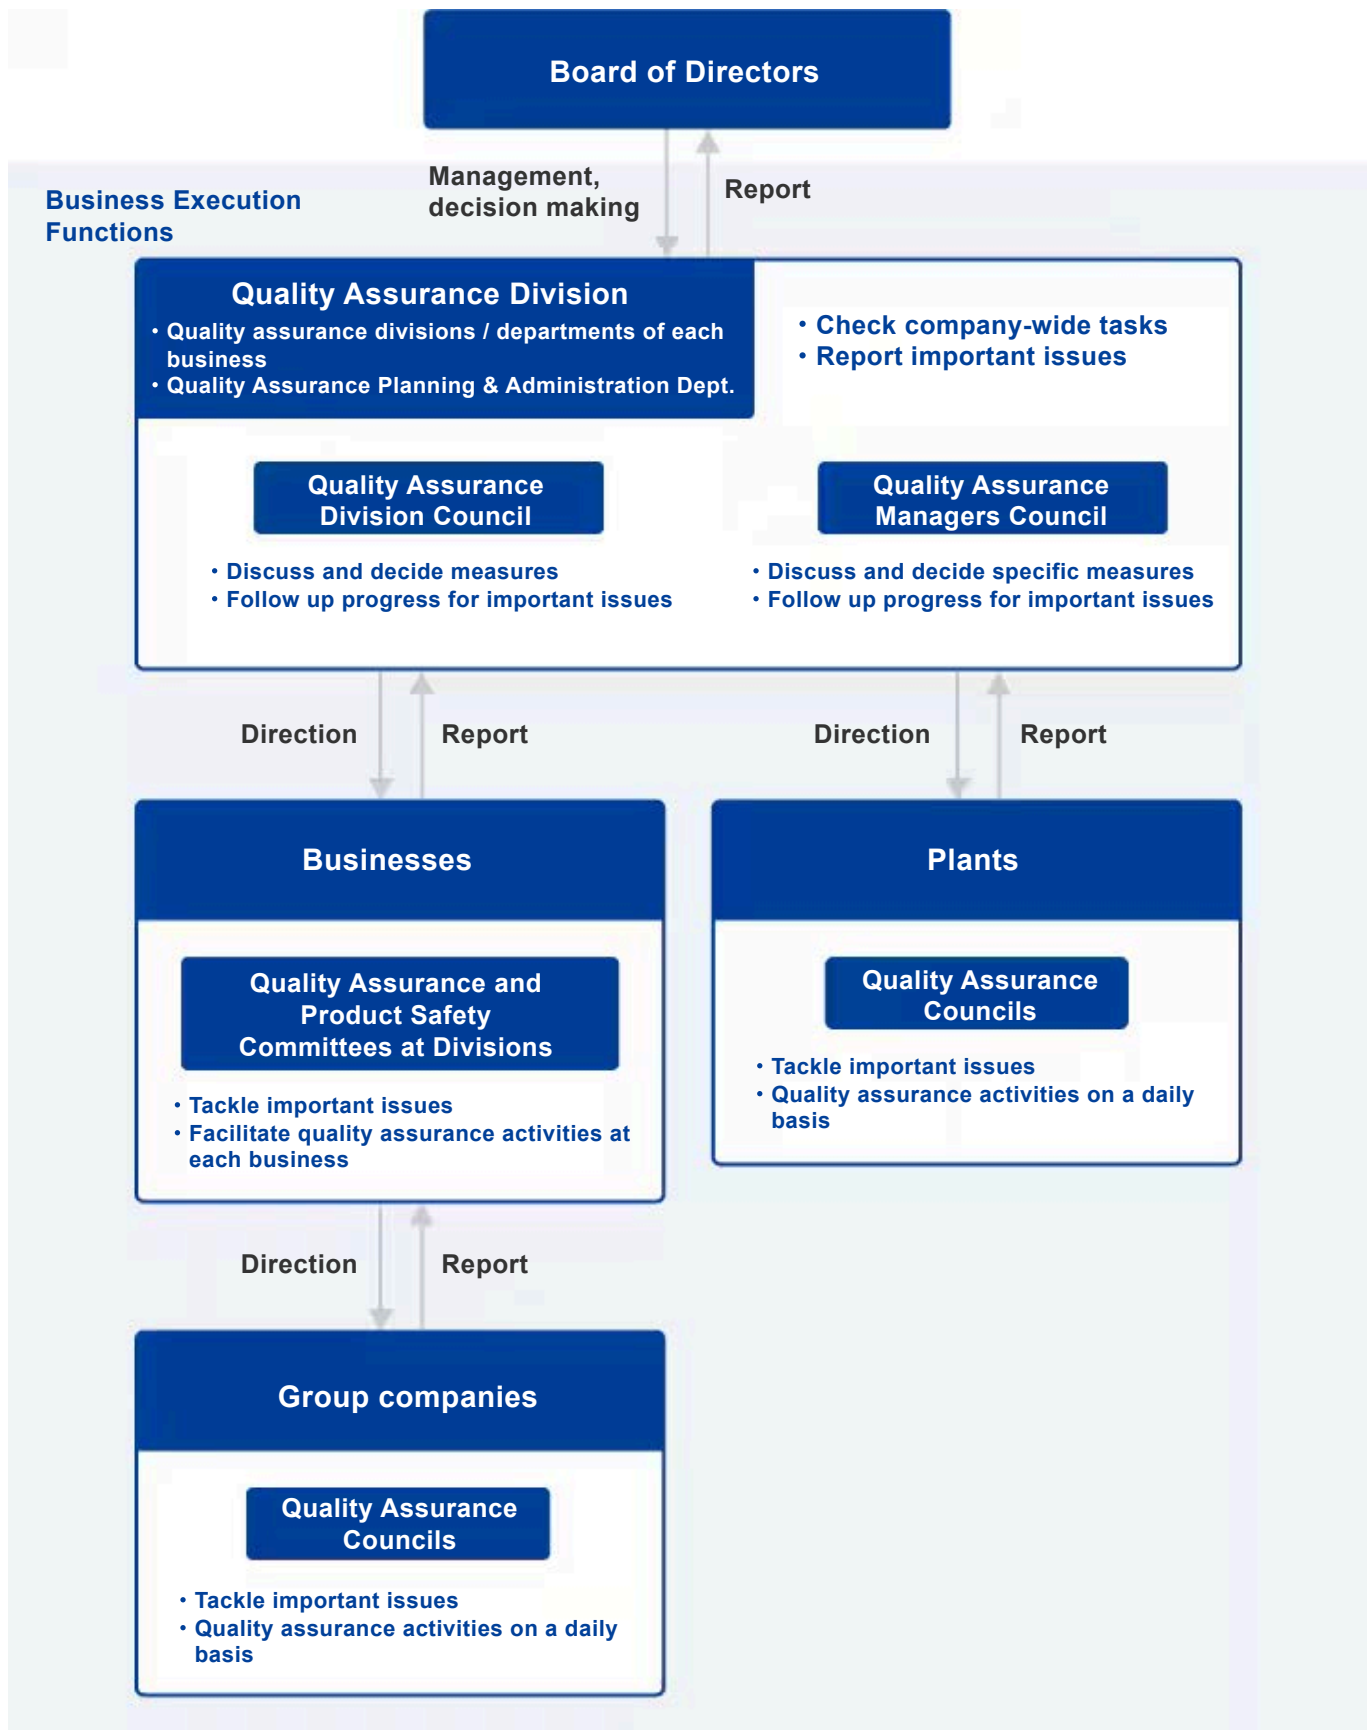 Board of Directors
Management,
decision making
Report
Business Execution
Functions
Quality Assurance Division
・Quality assurance divisions / departments of each
business
・Quality Assurance Planning & Administration Dept.
・Check company-wide tasks
・Report important issues
Quality Assurance
Division Council
・Discuss and decide measures
・Follow up progress for important issues
Quality Assurance
Managers Council
・Discuss and decide specific measures
・Follow up progress for important issues
Direction
Report
Direction
Report
Businesses
Quality Assurance and
Product Safety
Committees at Divisions
・Tackle important issues
・Facilitate quality assurance activities at
each business
Plants
Quality Assurance
Councils
・Tackle important issues
・Quality assurance activities on a daily
basis
Direction
Report
Group companies
Quality Assurance
Councils
・Tackle important issues
・Quality assurance activities on a daily
basis